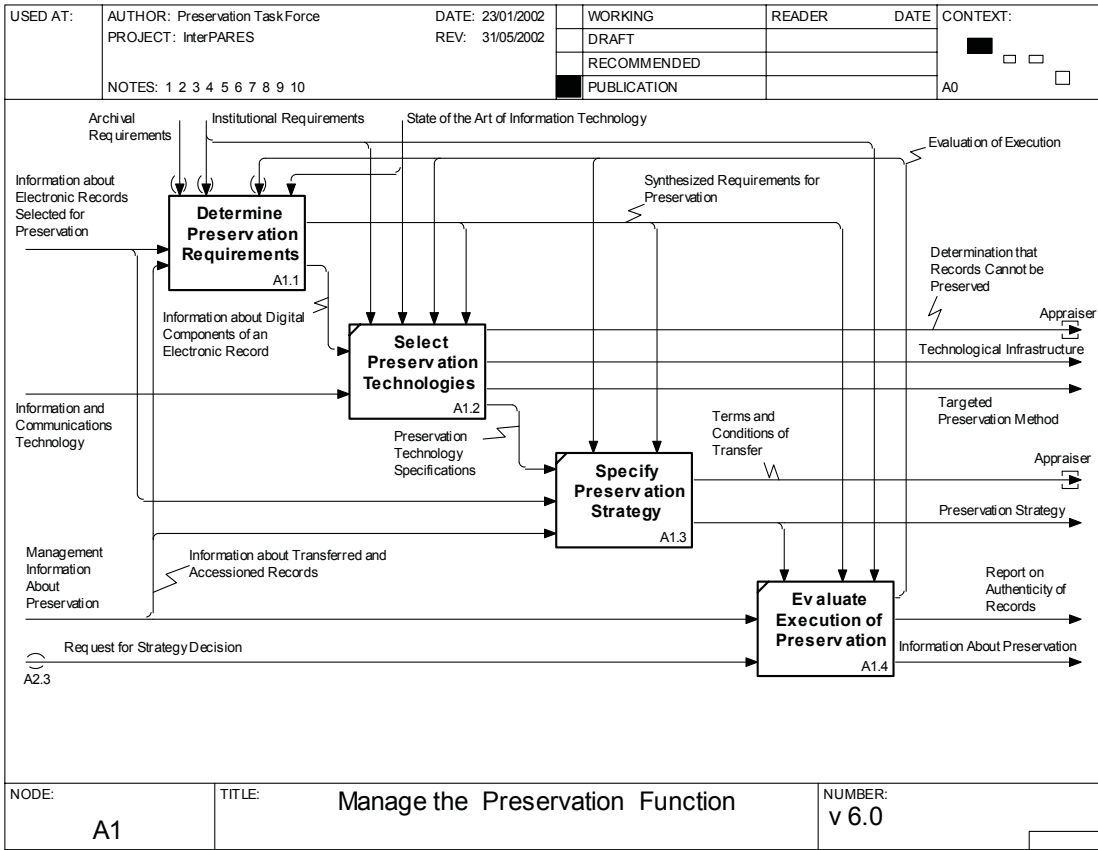 USED AT:
AUTHOR: Preservation Task Force
DATE: 23/01/2002
WORKING
READER
DATE
CONTEXT:
PROJECT: InterPARES
REV: 31/05/2002
DRAFT
RECOMMENDED
NOTES: 1 2 3 4 5 6 7 8 9 10
PUBLICATION
A0
Archival
Requirements
Institutional Requirements
State of the Art of Information Technology
Evaluation of Execution
Information about
Electronic Records
Selected for
Preservation
Synthesized Requirements for
Preservation
Determine
Preservation
Requirements
A1.1
Determination that
Records Cannot be
Preserved
Information about Digital
Components of an
Electronic Record
Appraiser
Select
Preservation
Technologies
A1.2
Technological Infrastructure
Targeted
Preservation Method
Information and
Communications
Technology
Preservation
Technology
Specifications
Terms and
Conditions of
Transfer
Appraiser
Specify
Preservation
Strategy
A1.3
Preservation Strategy
Management
Information
About
Preservation
Information about Transferred and
Accessioned Records
Report on
Authenticity of
Records
Evaluate
Execution of
Preservation
A1.4
Request for Strategy Decision
A2.3
Information About Preservation
NODE:
A1
TITLE:
Manage the Preservation Function
NUMBER:
v 6.0